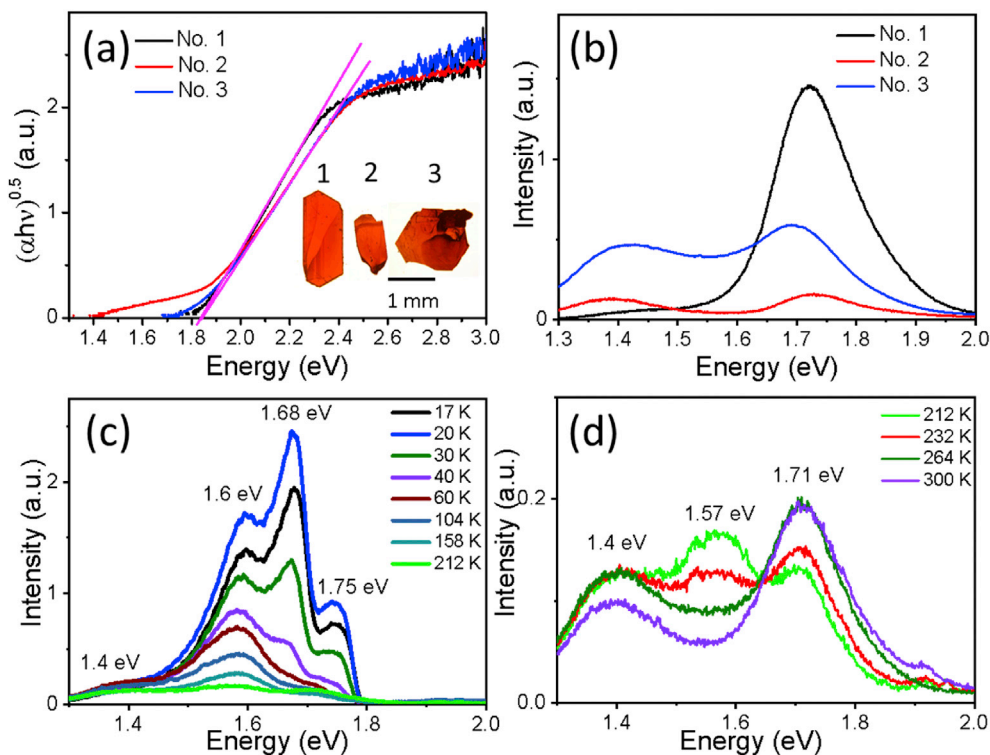 (a)
No. 1
No. 2
No. 3
(αhν)^0.5 (a.u.)
2
1
0
1 2 3
1 mm
1.4 1.6 1.8 2.0 2.2 2.4 2.6 2.8 3.0
Energy (eV)
(b)
No. 1
No. 2
No. 3
Intensity (a.u.)
1
0
1.3 1.4 1.5 1.6 1.7 1.8 1.9 2.0
Energy (eV)
(c)
1.68 eV
1.6 eV
1.75 eV
1.4 eV
17 K
20 K
30 K
40 K
60 K
104 K
158 K
212 K
Intensity (a.u.)
2
1
0
1.4 1.6 1.8 2.0
Energy (eV)
(d)
212 K
232 K
264 K
300 K
1.71 eV
1.57 eV
1.4 eV
Intensity (a.u.)
0.2
0.0
1.4 1.6 1.8 2.0
Energy (eV)